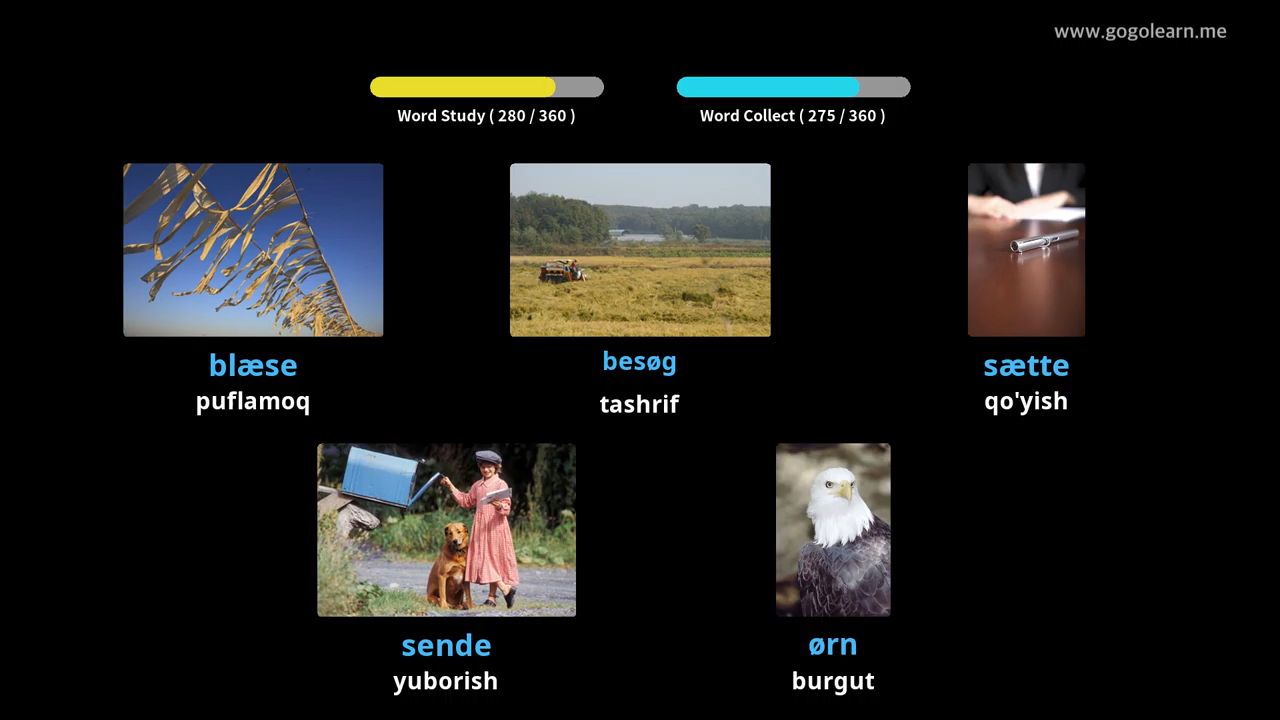 www.gogolearn.me
Word Study ( 280 / 360 )
Word Collect ( 275 / 360 )
blæse
puflamoq
besøg
tashrif
sætte
qo'yish
sende
yuborish
ørn
burgut